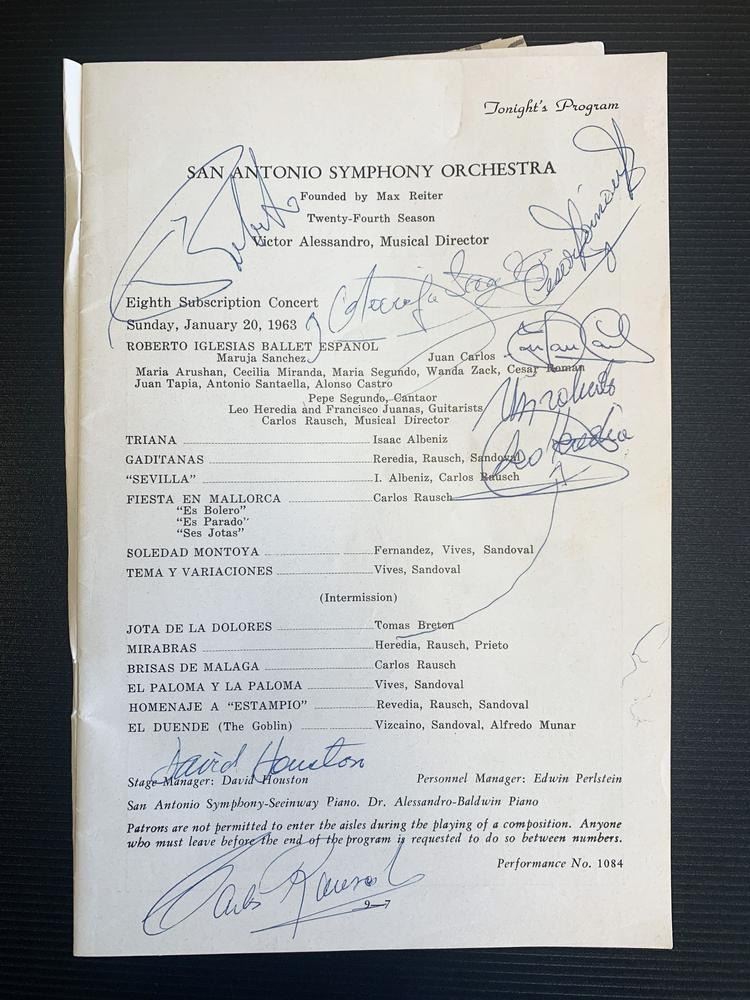 Tonight's Program
SAN ANTONIO SYMPHONY ORCHESTRA
Founded by Max Reiter
Twenty-Fourth Season
Victor Alessandro, Musical Director
Eighth Subscription Concert
Sunday, January 20, 1963
ROBERTO IGLESIAS BALLET ESPANOL
Maruja Sanchez Juan Carlos
Maria Arushan, Cecilia Miranda, Maria Segundo, Wanda Zack, Cesar Roman
Juan Tapia, Antonio Santaella, Alonso Castro
Pepe Segundo, Cantaor
Leo Heredia and Francisco Juanas, Guitarists
Carlos Rausch, Musical Director
TRIANA Isaac Albeniz
GADITANAS Reredia, Rausch, Sandoval
"SEVILLA" I. Albeniz, Carlos Rausch
FIESTA EN MALLORCA Carlos Rausch
"Es Bolero"
"Es Parado"
"Ses Jotas"
SOLEDAD MONTOYA Fernandez, Vives, Sandoval
TEMA Y VARIACIONES Vives, Sandoval
(Intermission)
JOTA DE LA DOLORES Tomas Breton
MIRABRAS Heredia, Rausch, Prieto
BRISAS DE MALAGA Carlos Rausch
EL PALOMA Y LA PALOMA Vives, Sandoval
HOMENAJE A "ESTAMPIO" Revedia, Rausch, Sandoval
EL DUENDE (The Goblin) Vizcaino, Sandoval, Alfredo Munar
David Houston
Stage Manager: David Houston Personnel Manager: Edwin Perlstein
San Antonio Symphony-Seeinway Piano. Dr. Alessandro-Baldwin Piano
Patrons are not permitted to enter the aisles during the playing of a composition. Anyone
who must leave before the end of the program is requested to do so between numbers.
Performance No. 1084
Carlos Rausch
9—7
Leo Heredia